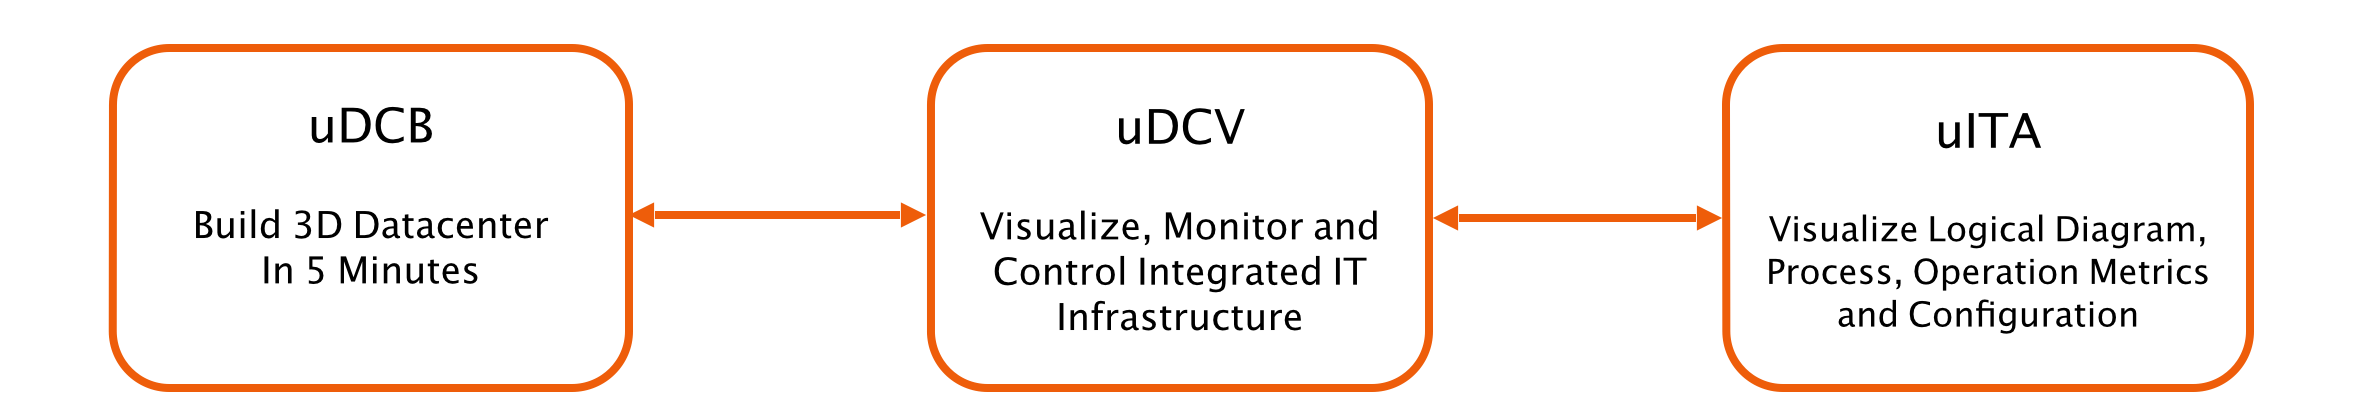 uDCB
Build 3D Datacenter
In 5 Minutes
uDCV
Visualize, Monitor and
Control Integrated IT
Infrastructure
uITA
Visualize Logical Diagram,
Process, Operation Metrics
and Configuration